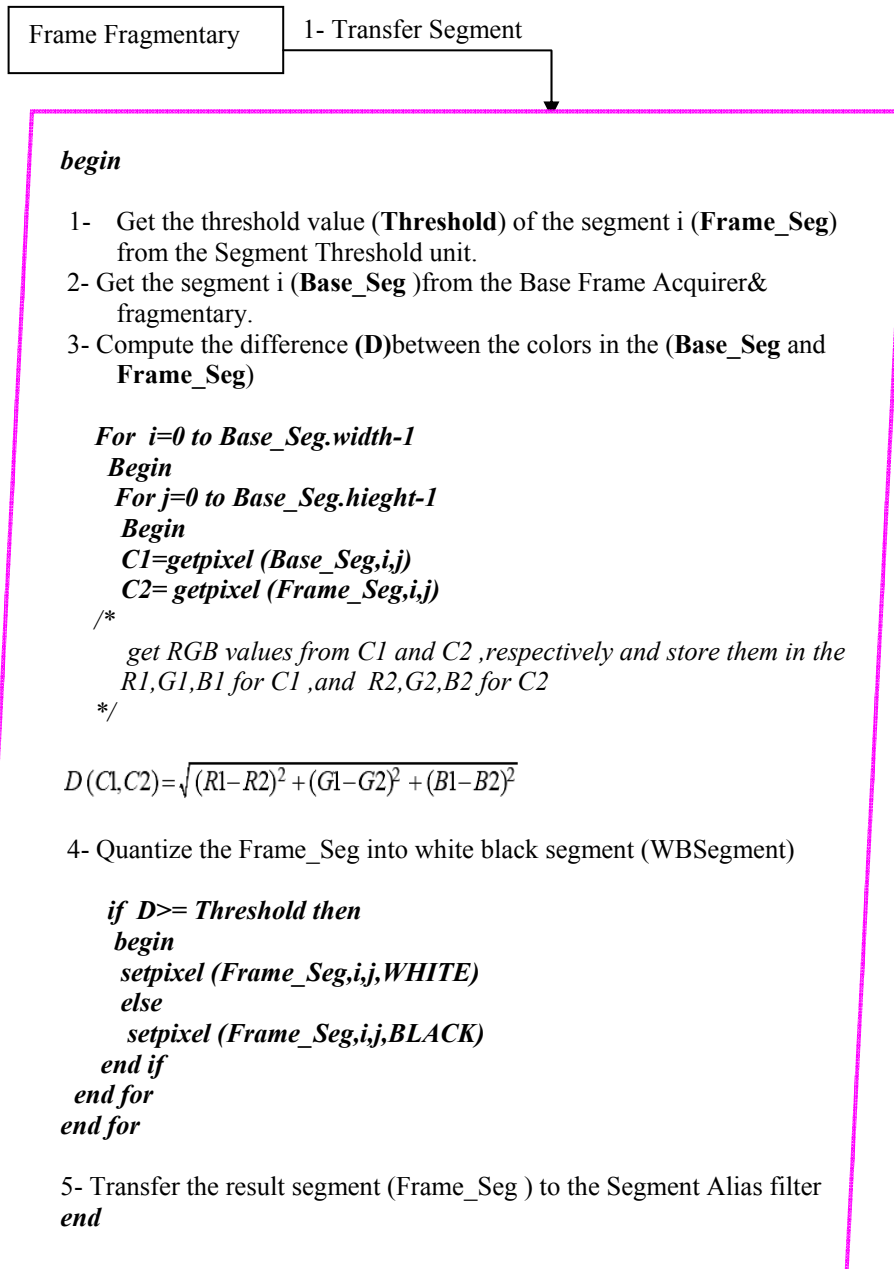 Frame Fragmentary
1- Transfer Segment
begin
1- Get the threshold value (Threshold) of the segment i (Frame_Seg)
from the Segment Threshold unit.
2- Get the segment i (Base_Seg )from the Base Frame Acquirer&
fragmentary.
3- Compute the difference (D)between the colors in the (Base_Seg and
Frame_Seg)
For i=0 to Base_Seg.width-1
Begin
For j=0 to Base_Seg.hieght-1
Begin
C1=getpixel (Base_Seg,i,j)
C2= getpixel (Frame_Seg,i,j)
/*
get RGB values from C1 and C2 ,respectively and store them in the
R1,G1,B1 for C1 ,and R2,G2,B2 for C2
*/
D(C1,C2)=√(R1−R2)² +(G1−G2)² +(B1−B2)²
4- Quantize the Frame_Seg into white black segment (WBSegment)
if D>= Threshold then
begin
setpixel (Frame_Seg,i,j,WHITE)
else
setpixel (Frame_Seg,i,j,BLACK)
end if
end for
end for
5- Transfer the result segment (Frame_Seg ) to the Segment Alias filter
end